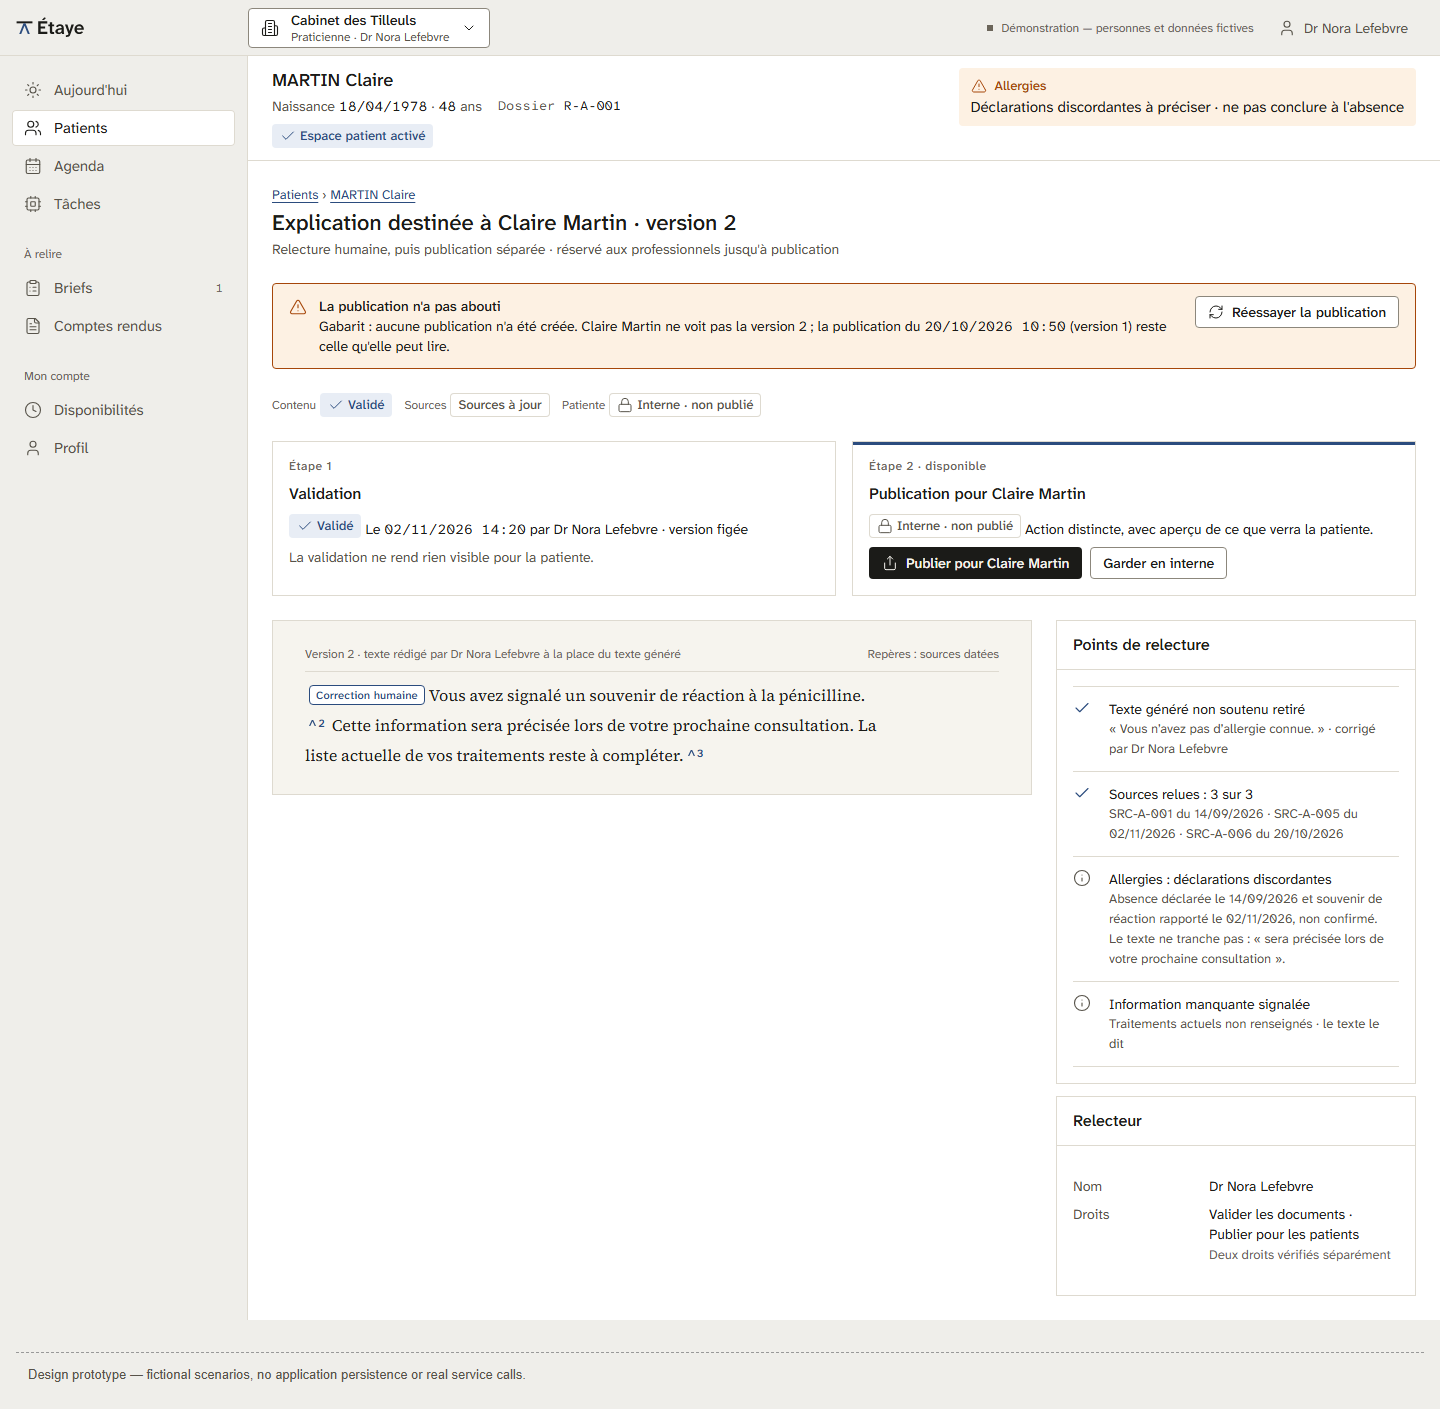 Étaye
Cabinet des Tilleuls
Praticienne · Dr Nora Lefebvre
Démonstration — personnes et données fictives
Dr Nora Lefebvre
Aujourd'hui
Patients
Agenda
Tâches
À relire
Briefs 1
Comptes rendus
Mon compte
Disponibilités
Profil
MARTIN Claire
Naissance 18/04/1978 · 48 ans Dossier R-A-001
Espace patient activé
Allergies
Déclarations discordantes à préciser · ne pas conclure à l'absence
Patients › MARTIN Claire
Explication destinée à Claire Martin · version 2
Relecture humaine, puis publication séparée · réservé aux professionnels jusqu'à publication
La publication n'a pas abouti
Gabarit : aucune publication n'a été créée. Claire Martin ne voit pas la version 2 ; la publication du 20/10/2026 10:50 (version 1) reste
celle qu'elle peut lire.
Réessayer la publication
Contenu Validé Sources Sources à jour Patiente Interne · non publié
Étape 1
Validation
Validé Le 02/11/2026 14:20 par Dr Nora Lefebvre · version figée
La validation ne rend rien visible pour la patiente.
Étape 2 · disponible
Publication pour Claire Martin
Interne · non publié Action distincte, avec aperçu de ce que verra la patiente.
Publier pour Claire Martin Garder en interne
Version 2 · texte rédigé par Dr Nora Lefebvre à la place du texte généré Repères : sources datées
Correction humaine Vous avez signalé un souvenir de réaction à la pénicilline.
^2 Cette information sera précisée lors de votre prochaine consultation. La
liste actuelle de vos traitements reste à compléter. ^3
Points de relecture
Texte généré non soutenu retiré
« Vous n'avez pas d'allergie connue. » · corrigé
par Dr Nora Lefebvre
Sources relues : 3 sur 3
SRC-A-001 du 14/09/2026 · SRC-A-005 du
02/11/2026 · SRC-A-006 du 20/10/2026
Allergies : déclarations discordantes
Absence déclarée le 14/09/2026 et souvenir de
réaction rapporté le 02/11/2026, non confirmé.
Le texte ne tranche pas : « sera précisée lors de
votre prochaine consultation ».
Information manquante signalée
Traitements actuels non renseignés · le texte le
dit
Relecteur
Nom Dr Nora Lefebvre
Droits Valider les documents ·
Publier pour les patients
Deux droits vérifiés séparément
Design prototype — fictional scenarios, no application persistence or real service calls.